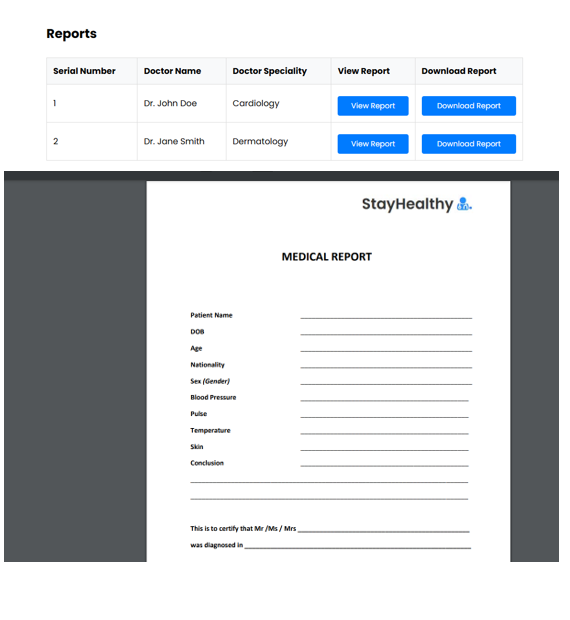 Reports
Serial Number Doctor Name Doctor Speciality View Report Download Report
1 Dr. John Doe Cardiology View Report Download Report
2 Dr. Jane Smith Dermatology View Report Download Report
StayHealthy
MEDICAL REPORT
Patient Name ____________________
DOB ____________________
Age ____________________
Nationality ____________________
Sex (Gender) ____________________
Blood Pressure ____________________
Pulse ____________________
Temperature ____________________
Skin ____________________
Conclusion ____________________
This is to certify that Mr /Ms / Mrs ____________________
was diagnosed in ____________________